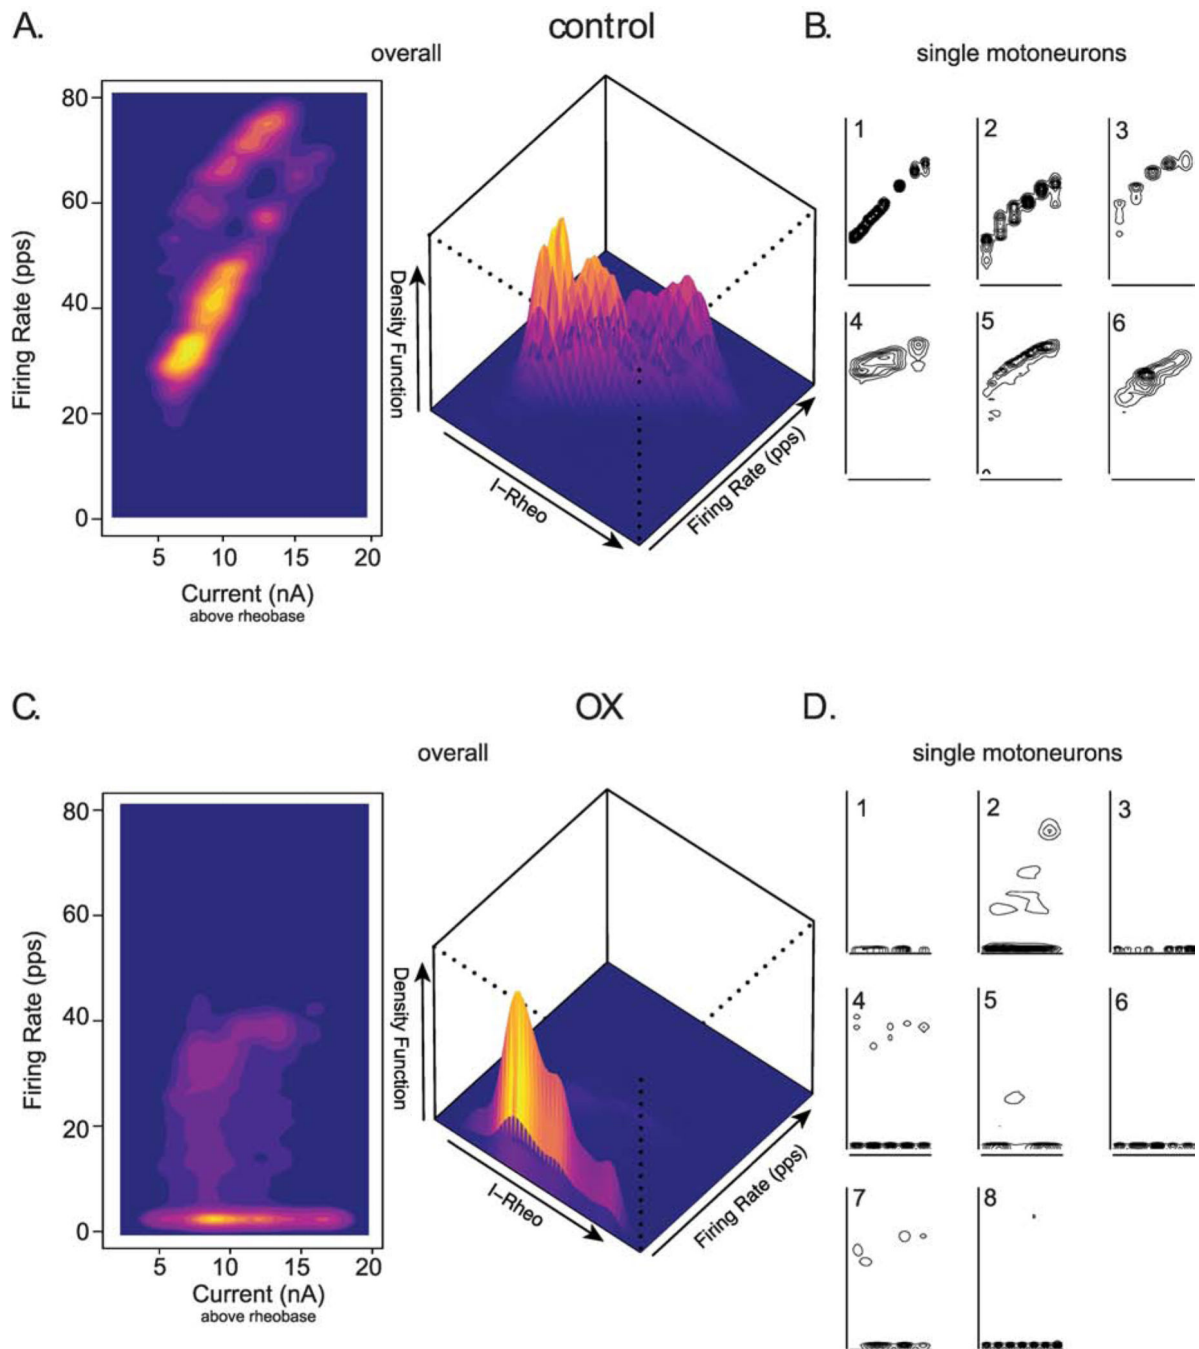 A.
control
B.
overall
single motoneurons
80
60
40
20
0
Firing Rate (pps)
5 10 15 20
Current (nA)
above rheobase
Density Function
I-Rheo
Firing Rate (pps)
1 2 3
4 5 6
C.
OX
D.
overall
single motoneurons
80
60
40
20
0
Firing Rate (pps)
5 10 15 20
Current (nA)
above rheobase
Density Function
I-Rheo
Firing Rate (pps)
1 2 3
4 5 6
7 8